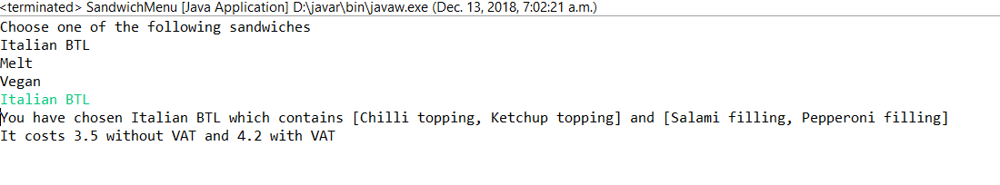 <terminated> SandwichMenu [Java Application] D:\javar\bin\javaw.exe (Dec. 13, 2018, 7:02:21 a.m.)
Choose one of the following sandwiches
Italian BTL
Melt
Vegan
Italian BTL
You have chosen Italian BTL which contains [Chilli topping, Ketchup topping] and [Salami filling, Pepperoni filling]
It costs 3.5 without VAT and 4.2 with VAT